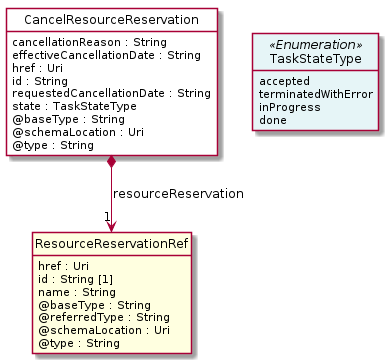 CancelResourceReservation
cancellationReason : String
effectiveCancellationDate : String
href : Uri
id : String
requestedCancellationDate : String
state : TaskStateType
@baseType : String
@schemaLocation : Uri
@type : String
«Enumeration»
TaskStateType
accepted
terminatedWithError
inProgress
done
resourceReservation
1
ResourceReservationRef
href : Uri
id : String [1]
name : String
@baseType : String
@referredType : String
@schemaLocation : Uri
@type : String